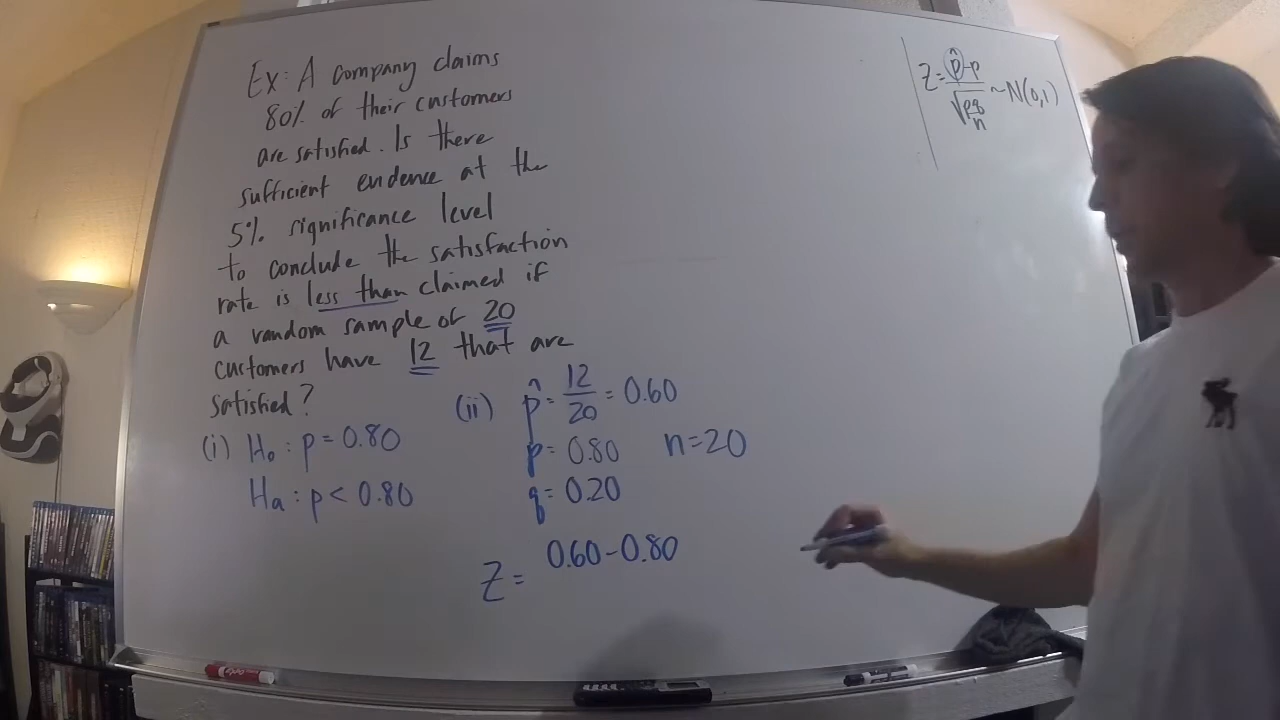 Ex: A company claims
80% of their customers
are satisfied. Is there
sufficient evidence at the
5% significance level
to conclude the satisfaction
rate is less than claimed if
a random sample of 20
customers have 12 that are
satisfied?
(i) H₀ : p = 0.80
Ha : p < 0.80
(ii) p̂ = 12/20 = 0.60
p = 0.80 n = 20
q = 0.20
Z = 0.60 - 0.80
Z = p̂ - p / √(pq/n) ~ N(0,1)